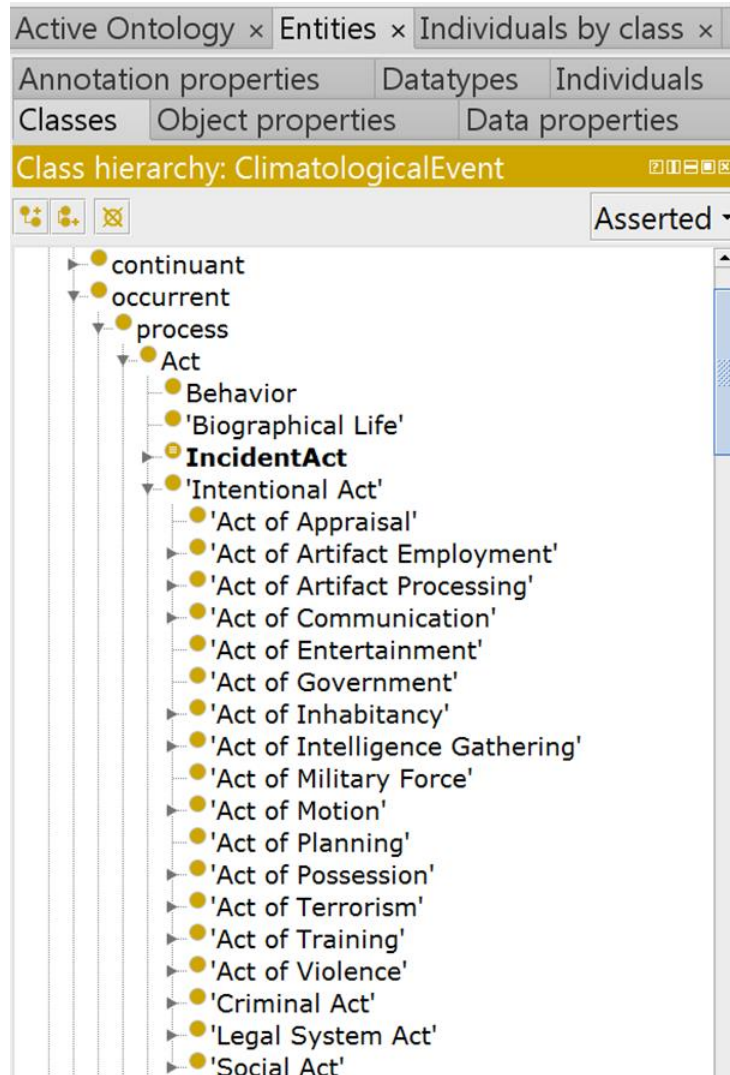 Active Ontology × Entities × Individuals by class ×
Annotation properties Datatypes Individuals
Classes Object properties Data properties
Class hierarchy: ClimatologicalEvent
Asserted
continuant
occurrent
process
Act
Behavior
'Biographical Life'
IncidentAct
'Intentional Act'
'Act of Appraisal'
'Act of Artifact Employment'
'Act of Artifact Processing'
'Act of Communication'
'Act of Entertainment'
'Act of Government'
'Act of Inhabitancy'
'Act of Intelligence Gathering'
'Act of Military Force'
'Act of Motion'
'Act of Planning'
'Act of Possession'
'Act of Terrorism'
'Act of Training'
'Act of Violence'
'Criminal Act'
'Legal System Act'
'Social Act'